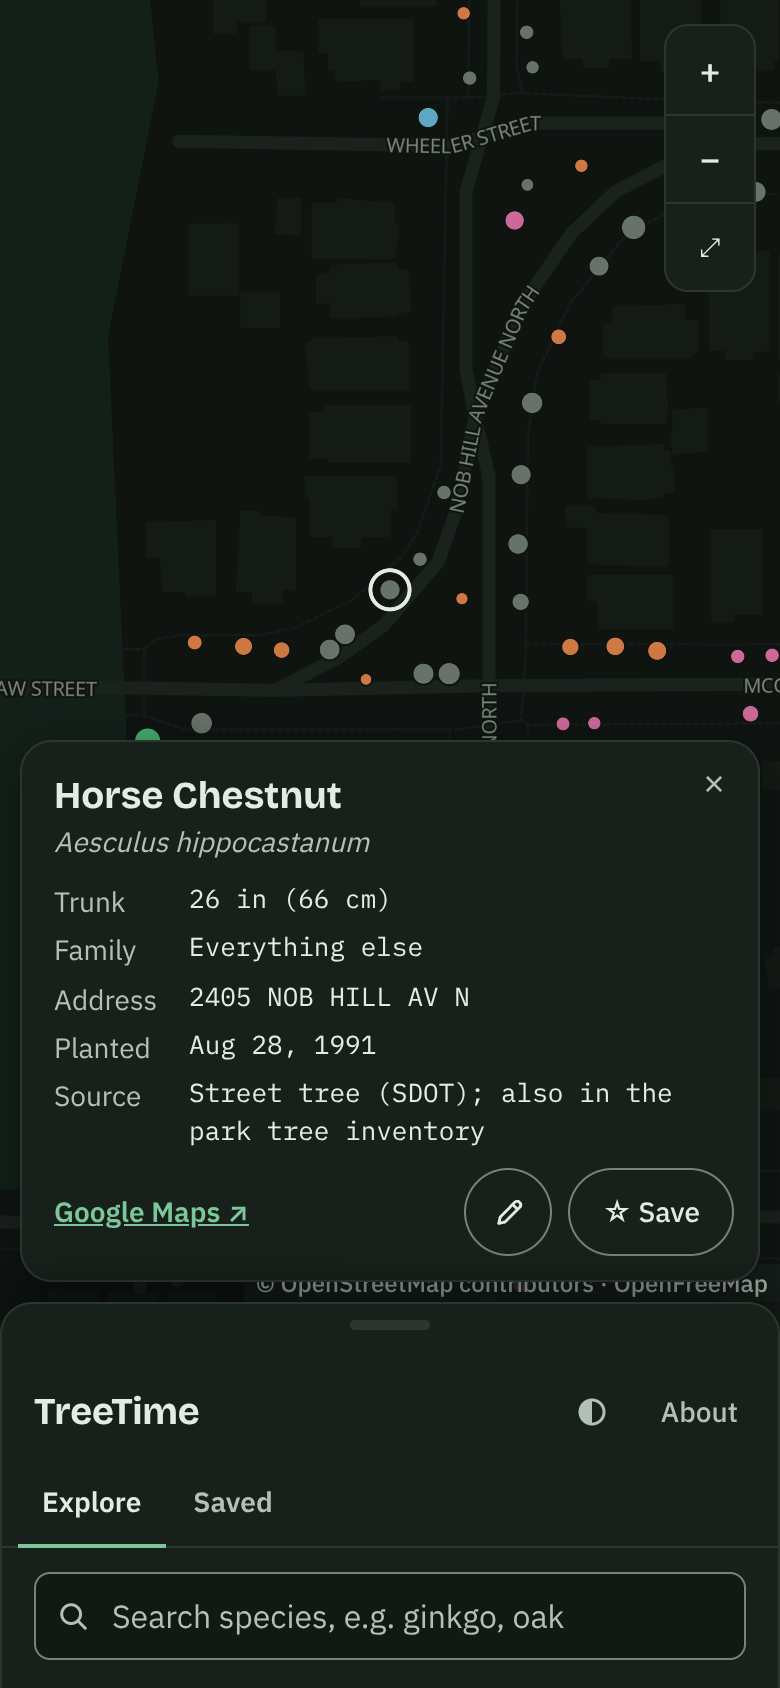 +
WHEELER STREET
−
NOB HILL AVENUE NORTH
AW STREET
MCG
NORTH
Horse Chestnut
×
Aesculus hippocastanum
Trunk 26 in (66 cm)
Family Everything else
Address 2405 NOB HILL AV N
Planted Aug 28, 1991
Source Street tree (SDOT); also in the
park tree inventory
Google Maps ↗
☆ Save
© OpenStreetMap contributors · OpenFreeMap
TreeTime
About
Explore Saved
Search species, e.g. ginkgo, oak